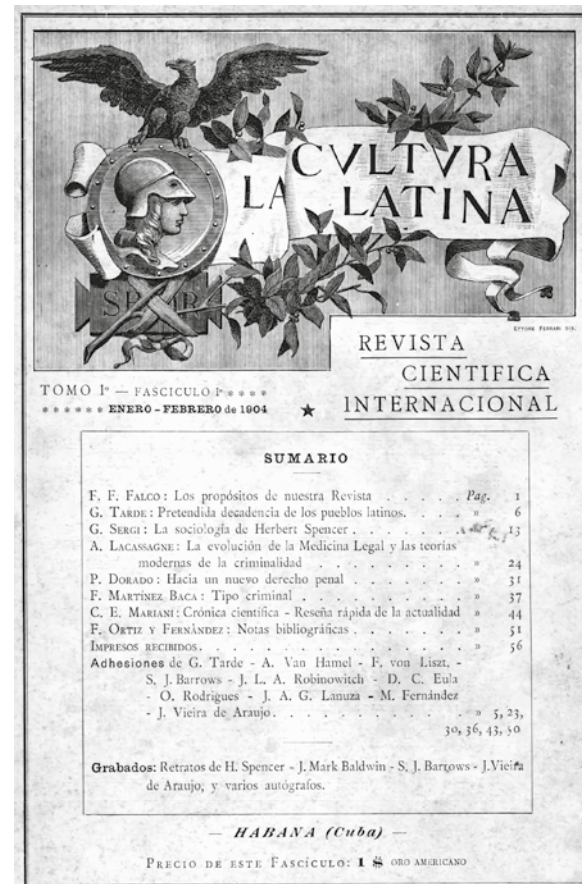 LA CVLTVRA
LATINA
SPQR
ETTORE FERRARI DIS.
REVISTA
CIENTIFICA
INTERNACIONAL
TOMO Iº — FASCICULO Iº
ENERO - FEBRERO de 1904
SUMARIO
F. F. FALCO: Los propósitos de nuestra Revista . . . . . Pag. 1
G. TARDE: Pretendida decadencia de los pueblos latinos. . . . » 6
G. SERGI: La sociología de Herbert Spencer . . . . . 13
A. LACASSAGNE: La evolución de la Medicina Legal y las teorías
modernas de la criminalidad . . . . . . . . » 24
P. DORADO: Hacia un nuevo derecho penal . . . . . . . » 31
F. MARTÍNEZ BACA: Tipo criminal . . . . . . . . . » 37
C. E. MARIANI: Crónica científica - Reseña rápida de la actualidad » 44
F. ORTIZ Y FERNÁNDEZ: Notas bibliográficas . . . . . . » 51
IMPRESOS RECIBIDOS. . . . . . . . . . . . . » 56
Adhesiones de G. Tarde - A. Van Hamel - F. von Liszt, -
S. J. Barrows - J. L. A. Robinowitch - D. C. Eula
- O. Rodrigues - J. A. G. Lanuza - M. Fernández
- J. Vieira de Araujo. . . . . . . . . . » 5, 23,
30, 36, 43, 50
Grabados: Retratos de H. Spencer - J. Mark Baldwin - S. J. Barrows - J. Vieira
de Araujo, y varios autógrafos.
— HABANA (Cuba) —
PRECIO DE ESTE FASCÍCULO: 1 $ ORO AMERICANO